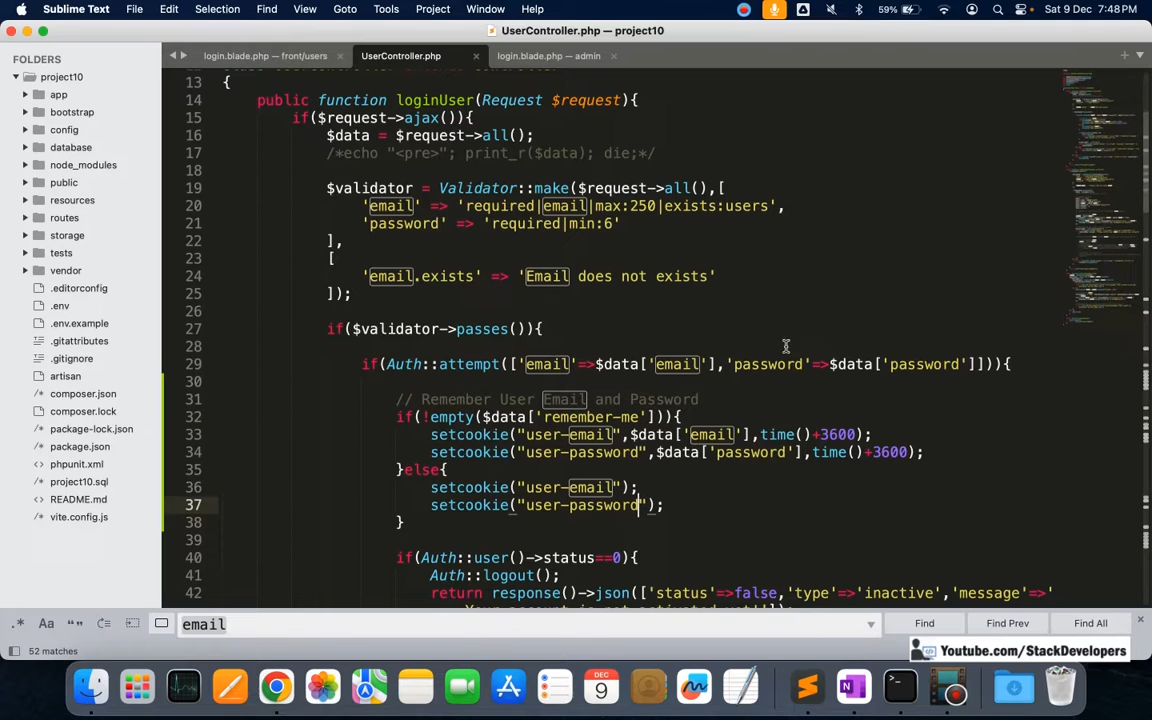 Sublime Text File Edit Selection Find View Goto Tools Project Window Help 59% Sat 9 Dec 7:48 PM
UserController.php — project10
FOLDERS
project10
app
bootstrap
config
database
node_modules
public
resources
routes
storage
tests
vendor
.editorconfig
.env
.env.example
.gitattributes
.gitignore
artisan
composer.json
composer.lock
package-lock.json
package.json
phpunit.xml
project10.sql
README.md
vite.config.js
login.blade.php — front/users UserController.php login.blade.php — admin
13 {
14 public function loginUser(Request $request){
15 if($request->ajax()){
16 $data = $request->all();
17 /*echo "<pre>"; print_r($data); die;*/
18
19 $validator = Validator::make($request->all(),[
20 'email' => 'required|email|max:250|exists:users',
21 'password' => 'required|min:6'
22 ],
23 [
24 'email.exists' => 'Email does not exists'
25 ]);
26
27 if($validator->passes()){
28
29 if(Auth::attempt(['email'=>$data['email'],'password'=>$data['password']])){
30
31 // Remember User Email and Password
32 if(!empty($data['remember-me'])){
33 setcookie("user-email",$data['email'],time()+3600);
34 setcookie("user-password",$data['password'],time()+3600);
35 }else{
36 setcookie("user-email");
37 setcookie("user-password");
38 }
39
40 if(Auth::user()->status==0){
41 Auth::logout();
42 return response()->json(['status'=>false,'type'=>'inactive','message'=>'
email
Find Find Prev Find All
52 matches
Youtube.com/StackDevelopers
DEC
9